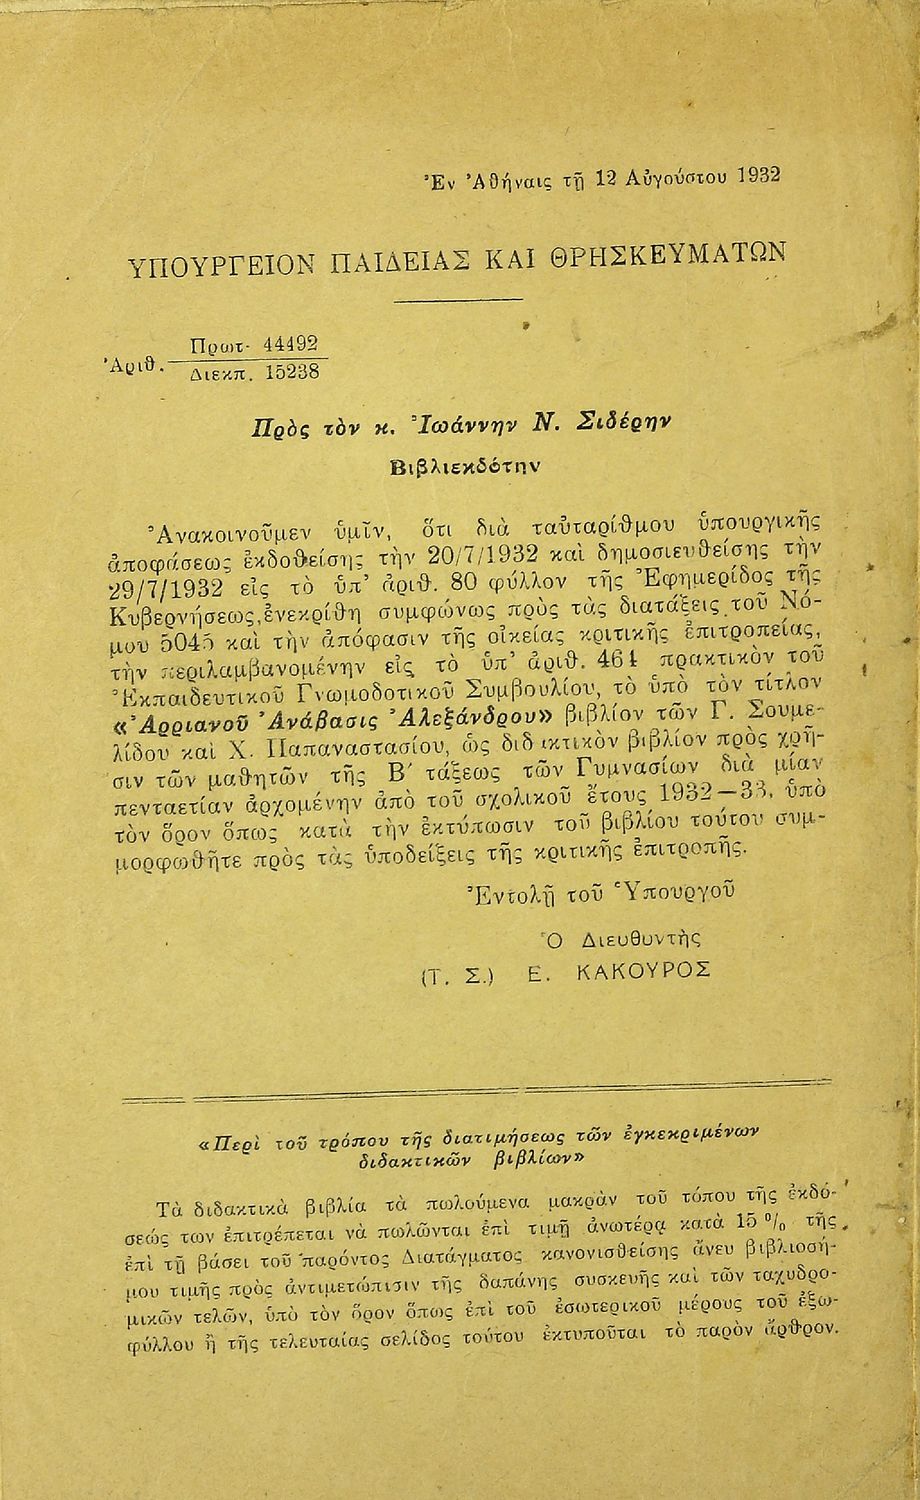 Ἐν Ἀθήναις τῇ 12 Αὐγούστου 1932
ΥΠΟΥΡΓΕΙΟΝ ΠΑΙΔΕΙΑΣ ΚΑΙ ΘΡΗΣΚΕΥΜΑΤΩΝ
Πρωτ. 44492
Ἀριθ.
Διεκπ. 15238
Πρὸς τὸν κ. Ἰωάννην Ν. Σιδέρην
Βιβλιεκδότην
Ἀνακοινοῦμεν ὑμῖν, ὅτι διὰ ταὐταρίθμου ὑπουργικῆς
ἀποφάσεως ἐκδοθείσης τὴν 20/7/1932 καὶ δημοσιευθείσης τὴν
29/7/1932 εἰς τὸ ὑπ' ἀριθ. 80 φύλλον τῆς Ἐφημερίδος τῆς
Κυβερνήσεως, ἐνεκρίθη συμφώνως πρὸς τὰς διατάξεις τοῦ Νό-
μου 5045 καὶ τὴν ἀπόφασιν τῆς οἰκείας κριτικῆς ἐπιτροπείας,
τὴν περιλαμβανομένην εἰς τὸ ὑπ' ἀριθ. 461 πρακτικὸν τοῦ
Ἐκπαιδευτικοῦ Γνωμοδοτικοῦ Συμβουλίου, τὸ ὑπὸ τὸν τίτλον
«Ἀρριανοῦ Ἀνάβασις Ἀλεξάνδρου» βιβλίον τῶν Γ. Σουμε-
λίδου καὶ Χ. Παπαναστασίου, ὡς διδακτικὸν βιβλίον πρὸς χρῆ-
σιν τῶν μαθητῶν τῆς Β' τάξεως τῶν Γυμνασίων διὰ μίαν
πενταετίαν ἀρχομένην ἀπὸ τοῦ σχολικοῦ ἔτους 1932—33, ὑπὸ
τὸν ὅρον ὅπως κατὰ τὴν ἐκτύπωσιν τοῦ βιβλίου τούτου συμ-
μορφωθῆτε πρὸς τὰς ὑποδείξεις τῆς κριτικῆς ἐπιτροπῆς.
Ἐντολῇ τοῦ Ὑπουργοῦ
Ὁ Διευθυντὴς
(Τ. Σ.) Ε. ΚΑΚΟΥΡΟΣ
«Περὶ τοῦ τρόπου τῆς διατιμήσεως τῶν ἐγκεκριμένων
διδακτικῶν βιβλίων»
Τὰ διδακτικὰ βιβλία τὰ πωλούμενα μακρὰν τοῦ τόπου τῆς ἐκδό-
σεώς των ἐπιτρέπεται νὰ πωλῶνται ἐπὶ τιμῇ ἀνωτέρᾳ κατὰ 15 % τῆς
ἐπὶ τῇ βάσει τοῦ παρόντος Διατάγματος κανονισθείσης ἄνευ βιβλιοσή-
μου τιμῆς πρὸς ἀντιμετώπισιν τῆς δαπάνης συσκευῆς καὶ τῶν ταχυδρο-
μικῶν τελῶν, ὑπὸ τὸν ὅρον ὅπως ἐπὶ τοῦ ἐσωτερικοῦ μέρους τοῦ ἐξω-
φύλλου ἢ τῆς τελευταίας σελίδος τούτου ἐκτυποῦται τὸ παρὸν ἄρθρον.